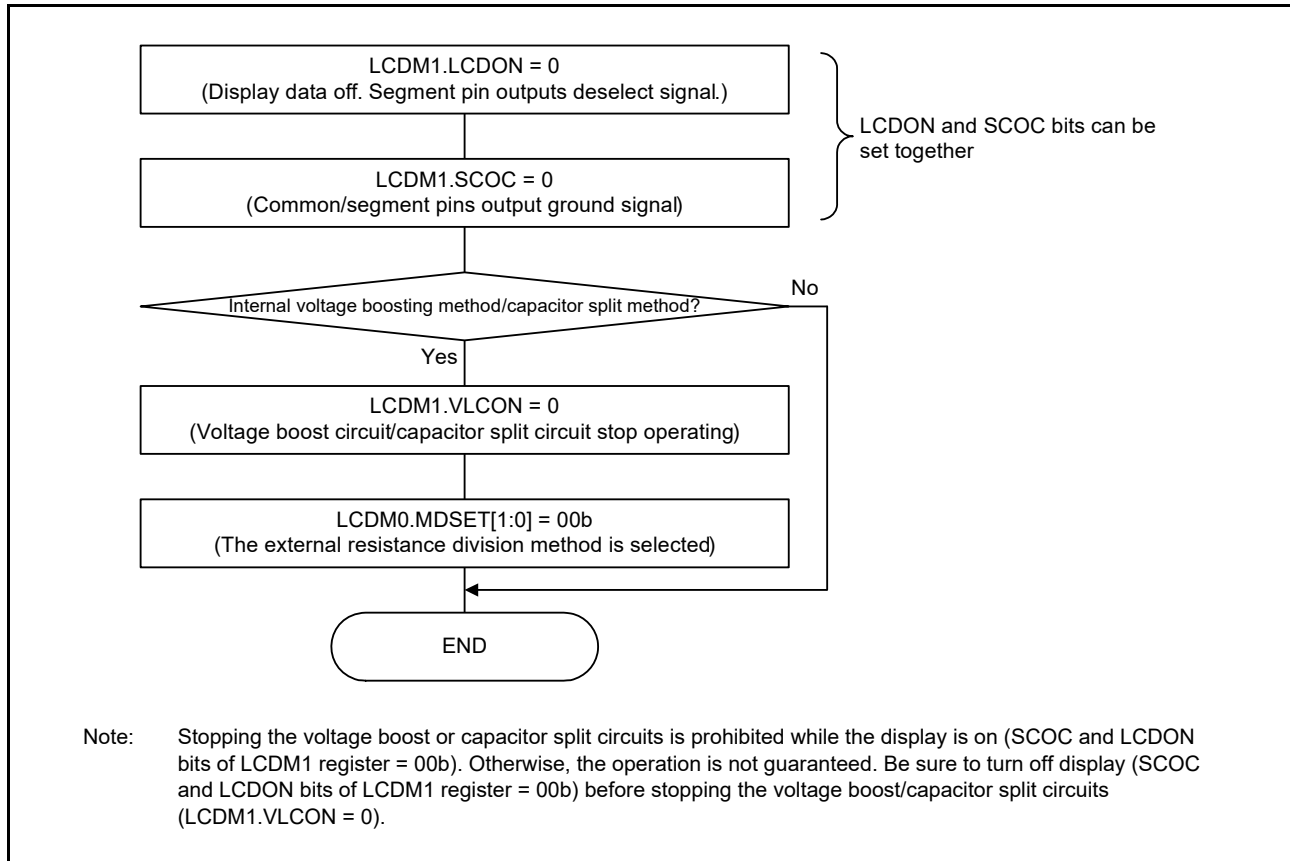 LCDM1.LCDON = 0
(Display data off. Segment pin outputs deselect signal.)
LCDON and SCOC bits can be
set together
LCDM1.SCOC = 0
(Common/segment pins output ground signal)
Internal voltage boosting method/capacitor split method?
No
Yes
LCDM1.VLCON = 0
(Voltage boost circuit/capacitor split circuit stop operating)
LCDM0.MDSET[1:0] = 00b
(The external resistance division method is selected)
END
Note: Stopping the voltage boost or capacitor split circuits is prohibited while the display is on (SCOC and LCDON
bits of LCDM1 register = 00b). Otherwise, the operation is not guaranteed. Be sure to turn off display (SCOC
and LCDON bits of LCDM1 register = 00b) before stopping the voltage boost/capacitor split circuits
(LCDM1.VLCON = 0).